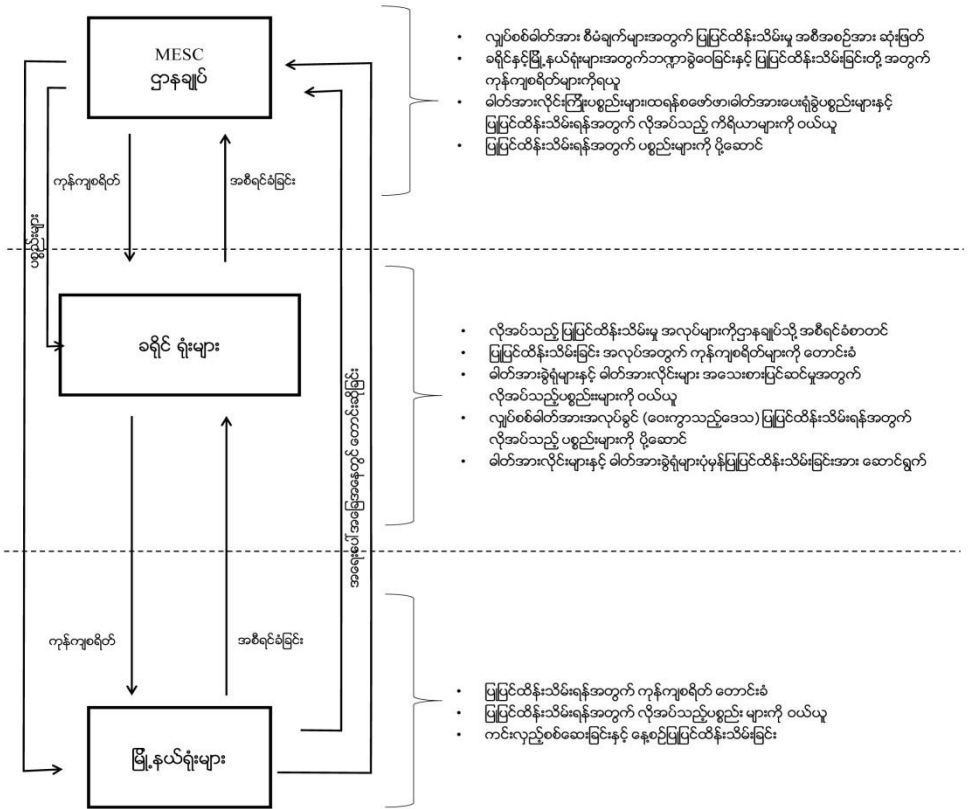 MESC
ဌာနချုပ်
• လျှပ်စစ်ဓါတ်အား စီမံချက်များအတွက် ပြုပြင်ထိန်းသိမ်းမှု အစီအစဉ်အား ဆုံးဖြတ်
• ခရိုင်နှင့်မြို့နယ်ရုံးများအတွက်ဘဏ္ဍာခွဲဝေခြင်းနှင့် ပြုပြင်ထိန်းသိမ်းခြင်းတို့ အတွက်
ကုန်ကျစရိတ်များကိုရယူ
• ဓါတ်အားလိုင်းကြိုးပစ္စည်းများ၊ထရန်စဖော်ဖာ၊ဓါတ်အားပေးရုံခွဲပစ္စည်းများနှင့်
ပြုပြင်ထိန်းသိမ်းရန်အတွက် လိုအပ်သည့် ကိရိယာများကို ဝယ်ယူ
• ပြုပြင်ထိန်းသိမ်းရန်အတွက် ပစ္စည်းများကို ပို့ဆောင်
ကုန်ကျစရိတ်
အစီရင်ခံခြင်း
ပစ္စည်းများ
ခရိုင် ရုံးများ
• လိုအပ်သည့် ပြုပြင်ထိန်းသိမ်းမှု အလုပ်များကိုဌာနချုပ်သို့ အစီရင်ခံစာတင်
• ပြုပြင်ထိန်းသိမ်းခြင်း အလုပ်အတွက် ကုန်ကျစရိတ်များကို တောင်းခံ
• ဓါတ်အားခွဲရုံများနှင့် ဓါတ်အားလိုင်းများ အသေးစားပြင်ဆင်မှုအတွက်
လိုအပ်သည့်ပစ္စည်းများကို ဝယ်ယူ
• လျှပ်စစ်ဓါတ်အားအလုပ်ခွင် (ဝေးကွာသည့်ဒေသ) ပြုပြင်ထိန်းသိမ်းရန်အတွက်
လိုအပ်သည့် ပစ္စည်းများကို ပို့ဆောင်
• ဓါတ်အားလိုင်းများနှင့် ဓါတ်အားခွဲရုံများပုံမှန်ပြုပြင်ထိန်းသိမ်းခြင်းအား ဆောင်ရွက်
အရေးပေါ် အခြေအနေတွင် တောင်းဆိုခြင်း
ကုန်ကျစရိတ်
အစီရင်ခံခြင်း
မြို့နယ်ရုံးများ
• ပြုပြင်ထိန်းသိမ်းရန်အတွက် ကုန်ကျစရိတ် တောင်းခံ
• ပြုပြင်ထိန်းသိမ်းရန်အတွက် လိုအပ်သည့်ပစ္စည်း များကို ဝယ်ယူ
• ကင်းလှည့်စစ်ဆေးခြင်းနှင့် နေ့စဉ်ပြုပြင်ထိန်းသိမ်းခြင်း